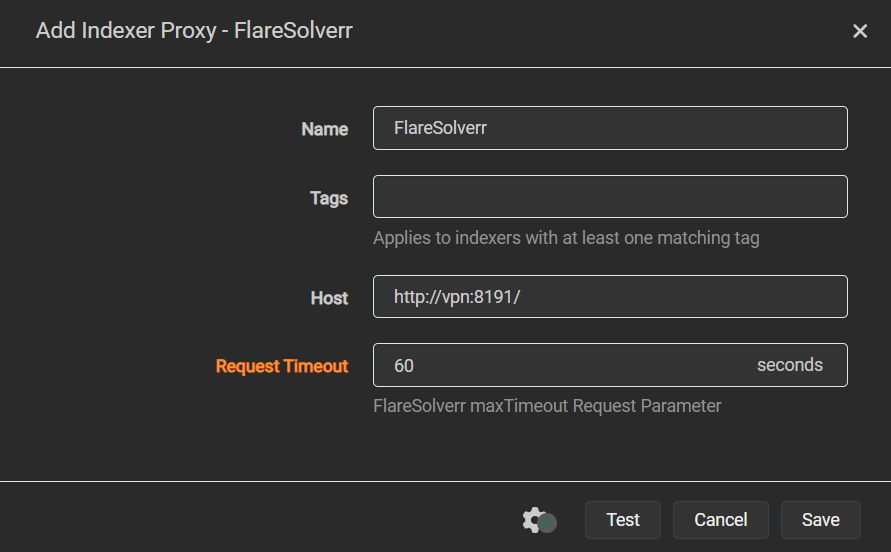 Add Indexer Proxy - FlareSolverr
Name
FlareSolverr
Tags
Applies to indexers with at least one matching tag
Host
http://vpn:8191/
Request Timeout
60
seconds
FlareSolverr maxTimeout Request Parameter
Test
Cancel
Save